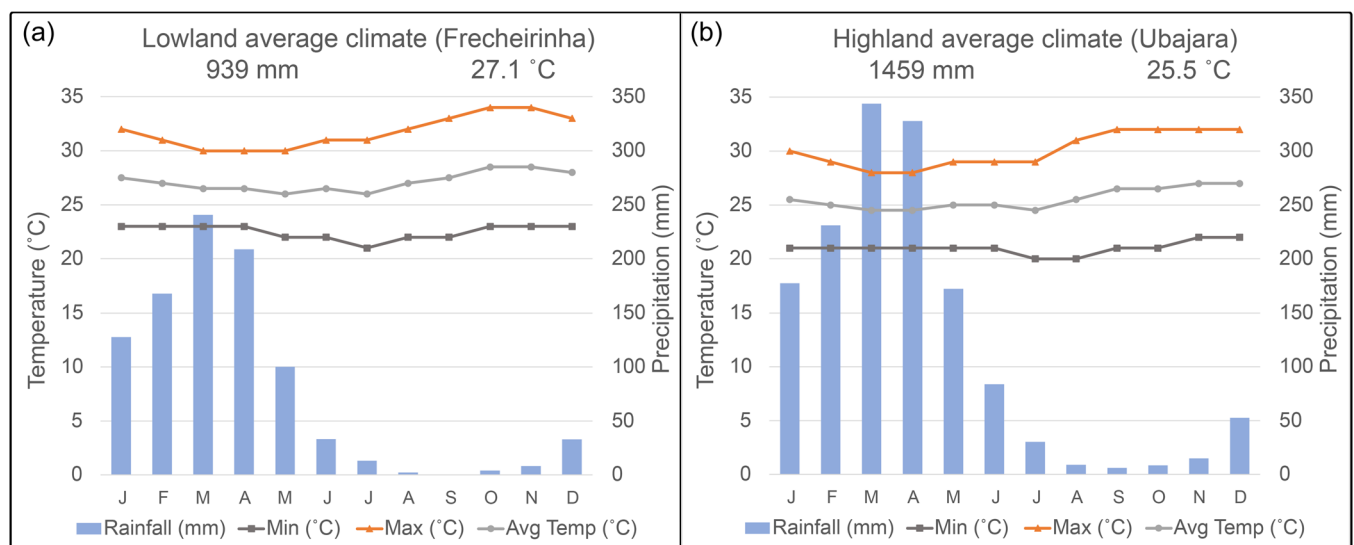 (a)
Lowland average climate (Frecheirinha)
939 mm 27.1 ˚C
35
30
25
20
15
10
5
0
Temperature (˚C)
350
300
250
200
150
100
50
0
Precipitation (mm)
J F M A M J J A S O N D
Rainfall (mm) Min (˚C) Max (˚C) Avg Temp (˚C)
(b)
Highland average climate (Ubajara)
1459 mm 25.5 ˚C
35
30
25
20
15
10
5
0
Temperature (˚C)
350
300
250
200
150
100
50
0
Precipitation (mm)
J F M A M J J A S O N D
Rainfall (mm) Min (˚C) Max (˚C) Avg Temp (˚C)